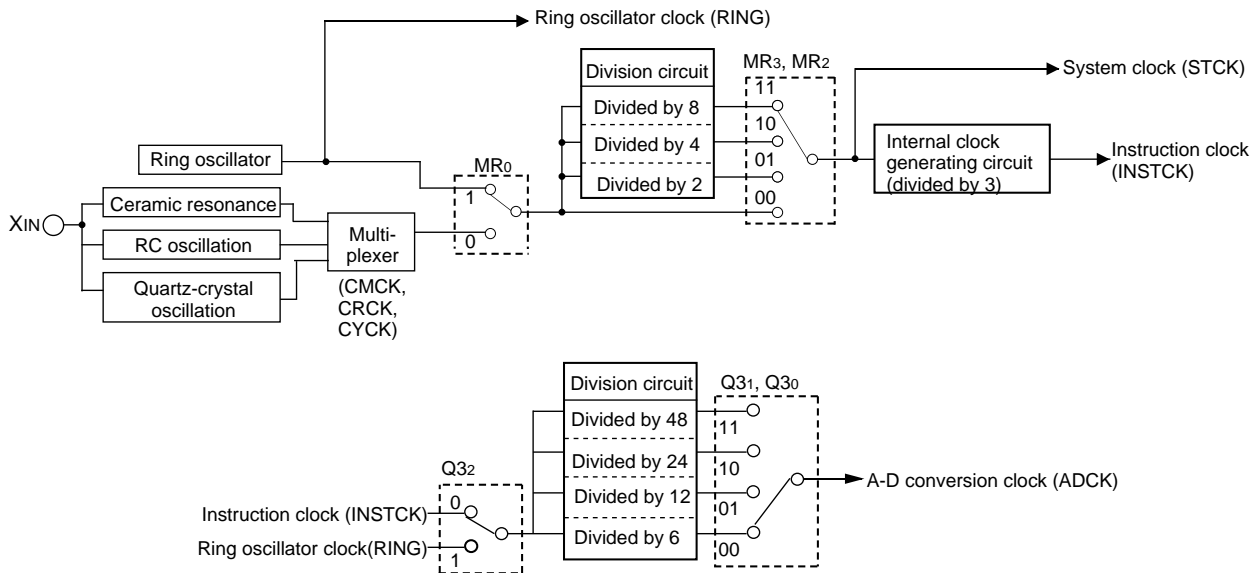 Ring oscillator clock (RING)
Division circuit
MR3, MR2
System clock (STCK)
11
Divided by 8
10
Divided by 4
01
Divided by 2
00
Internal clock
generating circuit
(divided by 3)
Instruction clock
(INSTCK)
Ring oscillator
MR0
1
0
XIN
Ceramic resonance
RC oscillation
Quartz-crystal
oscillation
Multi-
plexer
(CMCK,
CRCK,
CYCK)
Division circuit
Q31, Q30
Divided by 48
11
Divided by 24
10
Divided by 12
01
Divided by 6
00
Q32
0
Instruction clock (INSTCK)
Ring oscillator clock(RING)
1
A-D conversion clock (ADCK)